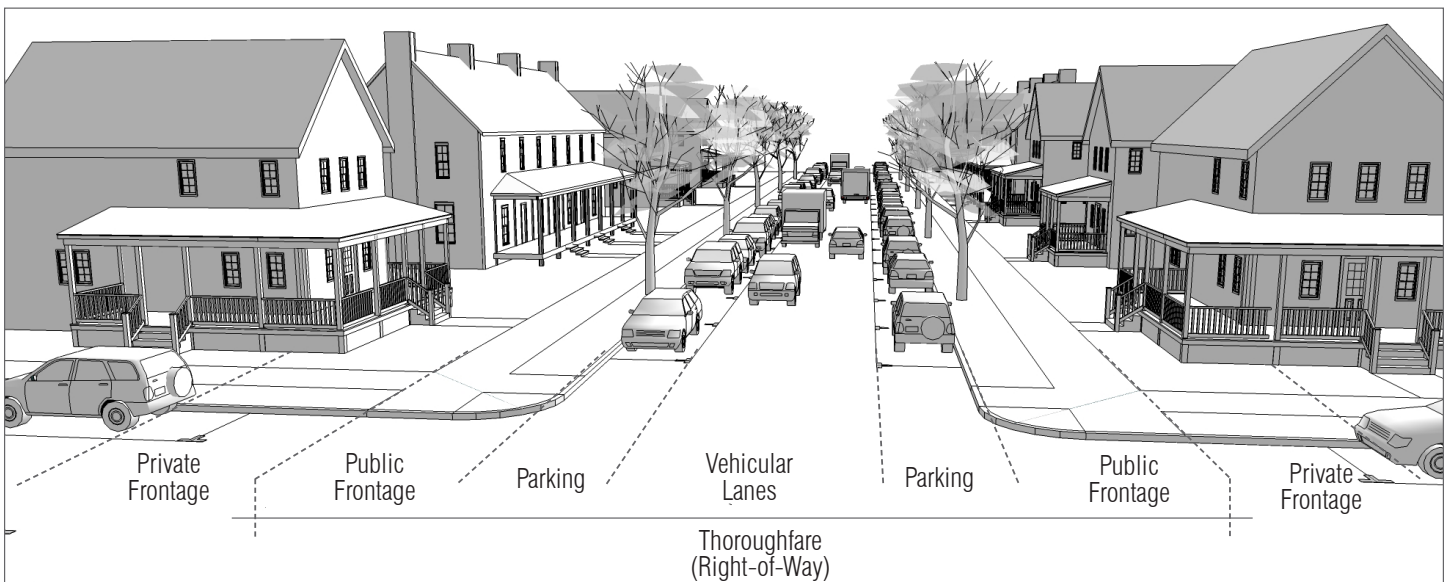 Private
Frontage
Public
Frontage
Parking
Vehicular
Lanes
Parking
Public
Frontage
Private
Frontage
Thoroughfare
(Right-of-Way)